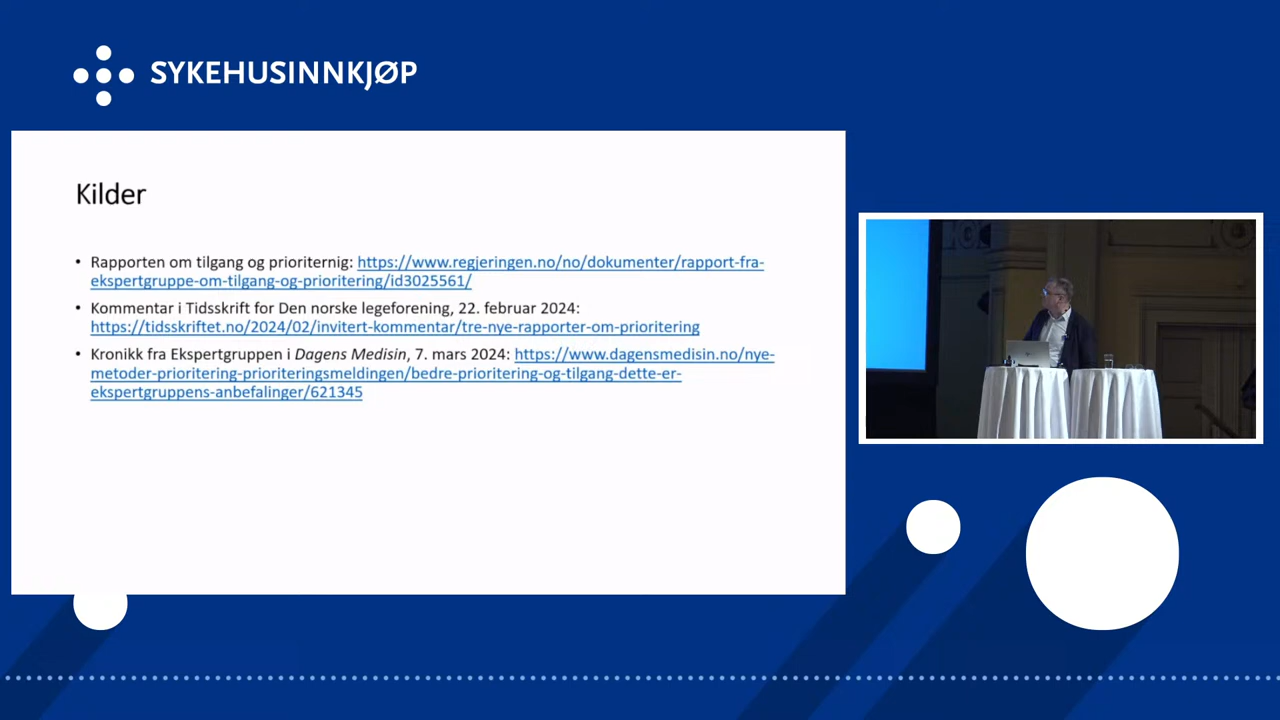 SYKEHUSINNKJØP
Kilder
• Rapporten om tilgang og prioriternig: https://www.regjeringen.no/no/dokumenter/rapport-fra-
ekspertgruppe-om-tilgang-og-prioritering/id3025561/
• Kommentar i Tidsskrift for Den norske legeforening, 22. februar 2024:
https://tidsskriftet.no/2024/02/invitert-kommentar/tre-nye-rapporter-om-prioritering
• Kronikk fra Ekspertgruppen i Dagens Medisin, 7. mars 2024: https://www.dagensmedisin.no/nye-
metoder-prioritering-prioriteringsmeldingen/bedre-prioritering-og-tilgang-dette-er-
ekspertgruppens-anbefalinger/621345